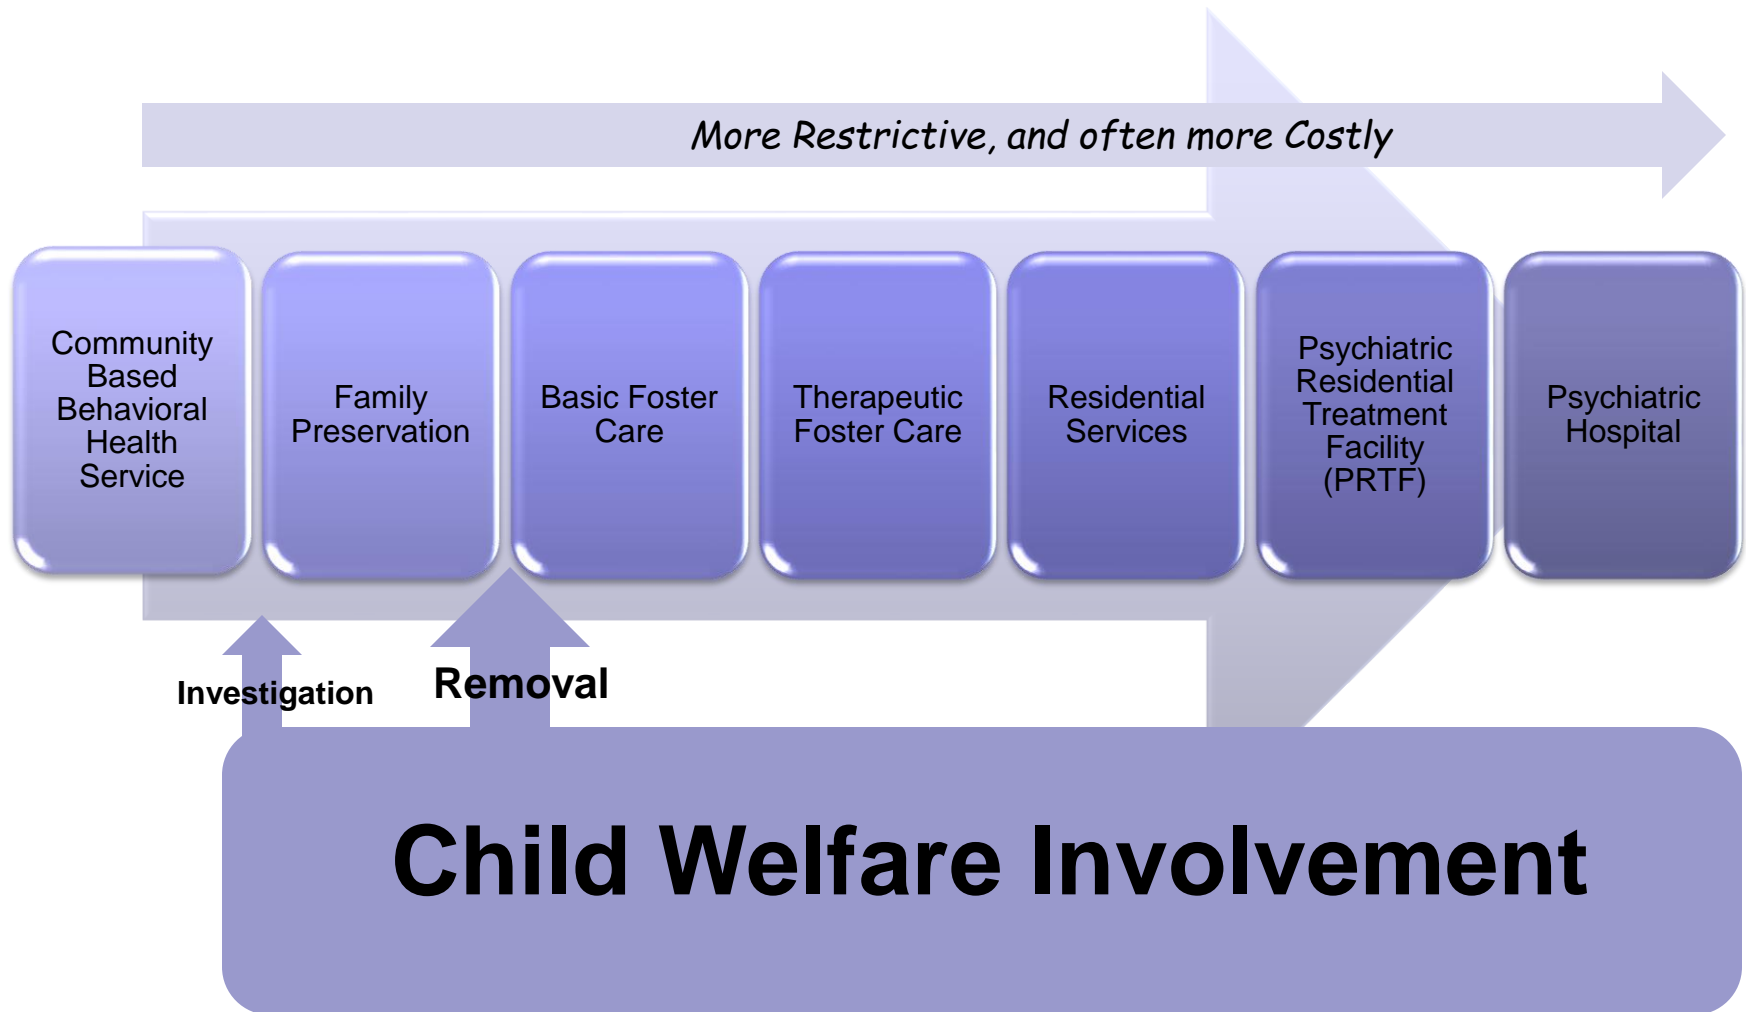 More Restrictive, and often more Costly
Community
Based
Behavioral
Health
Service
Family
Preservation
Basic Foster
Care
Therapeutic
Foster Care
Residential
Services
Psychiatric
Residential
Treatment
Facility
(PRTF)
Psychiatric
Hospital
Investigation
Removal
Child Welfare Involvement